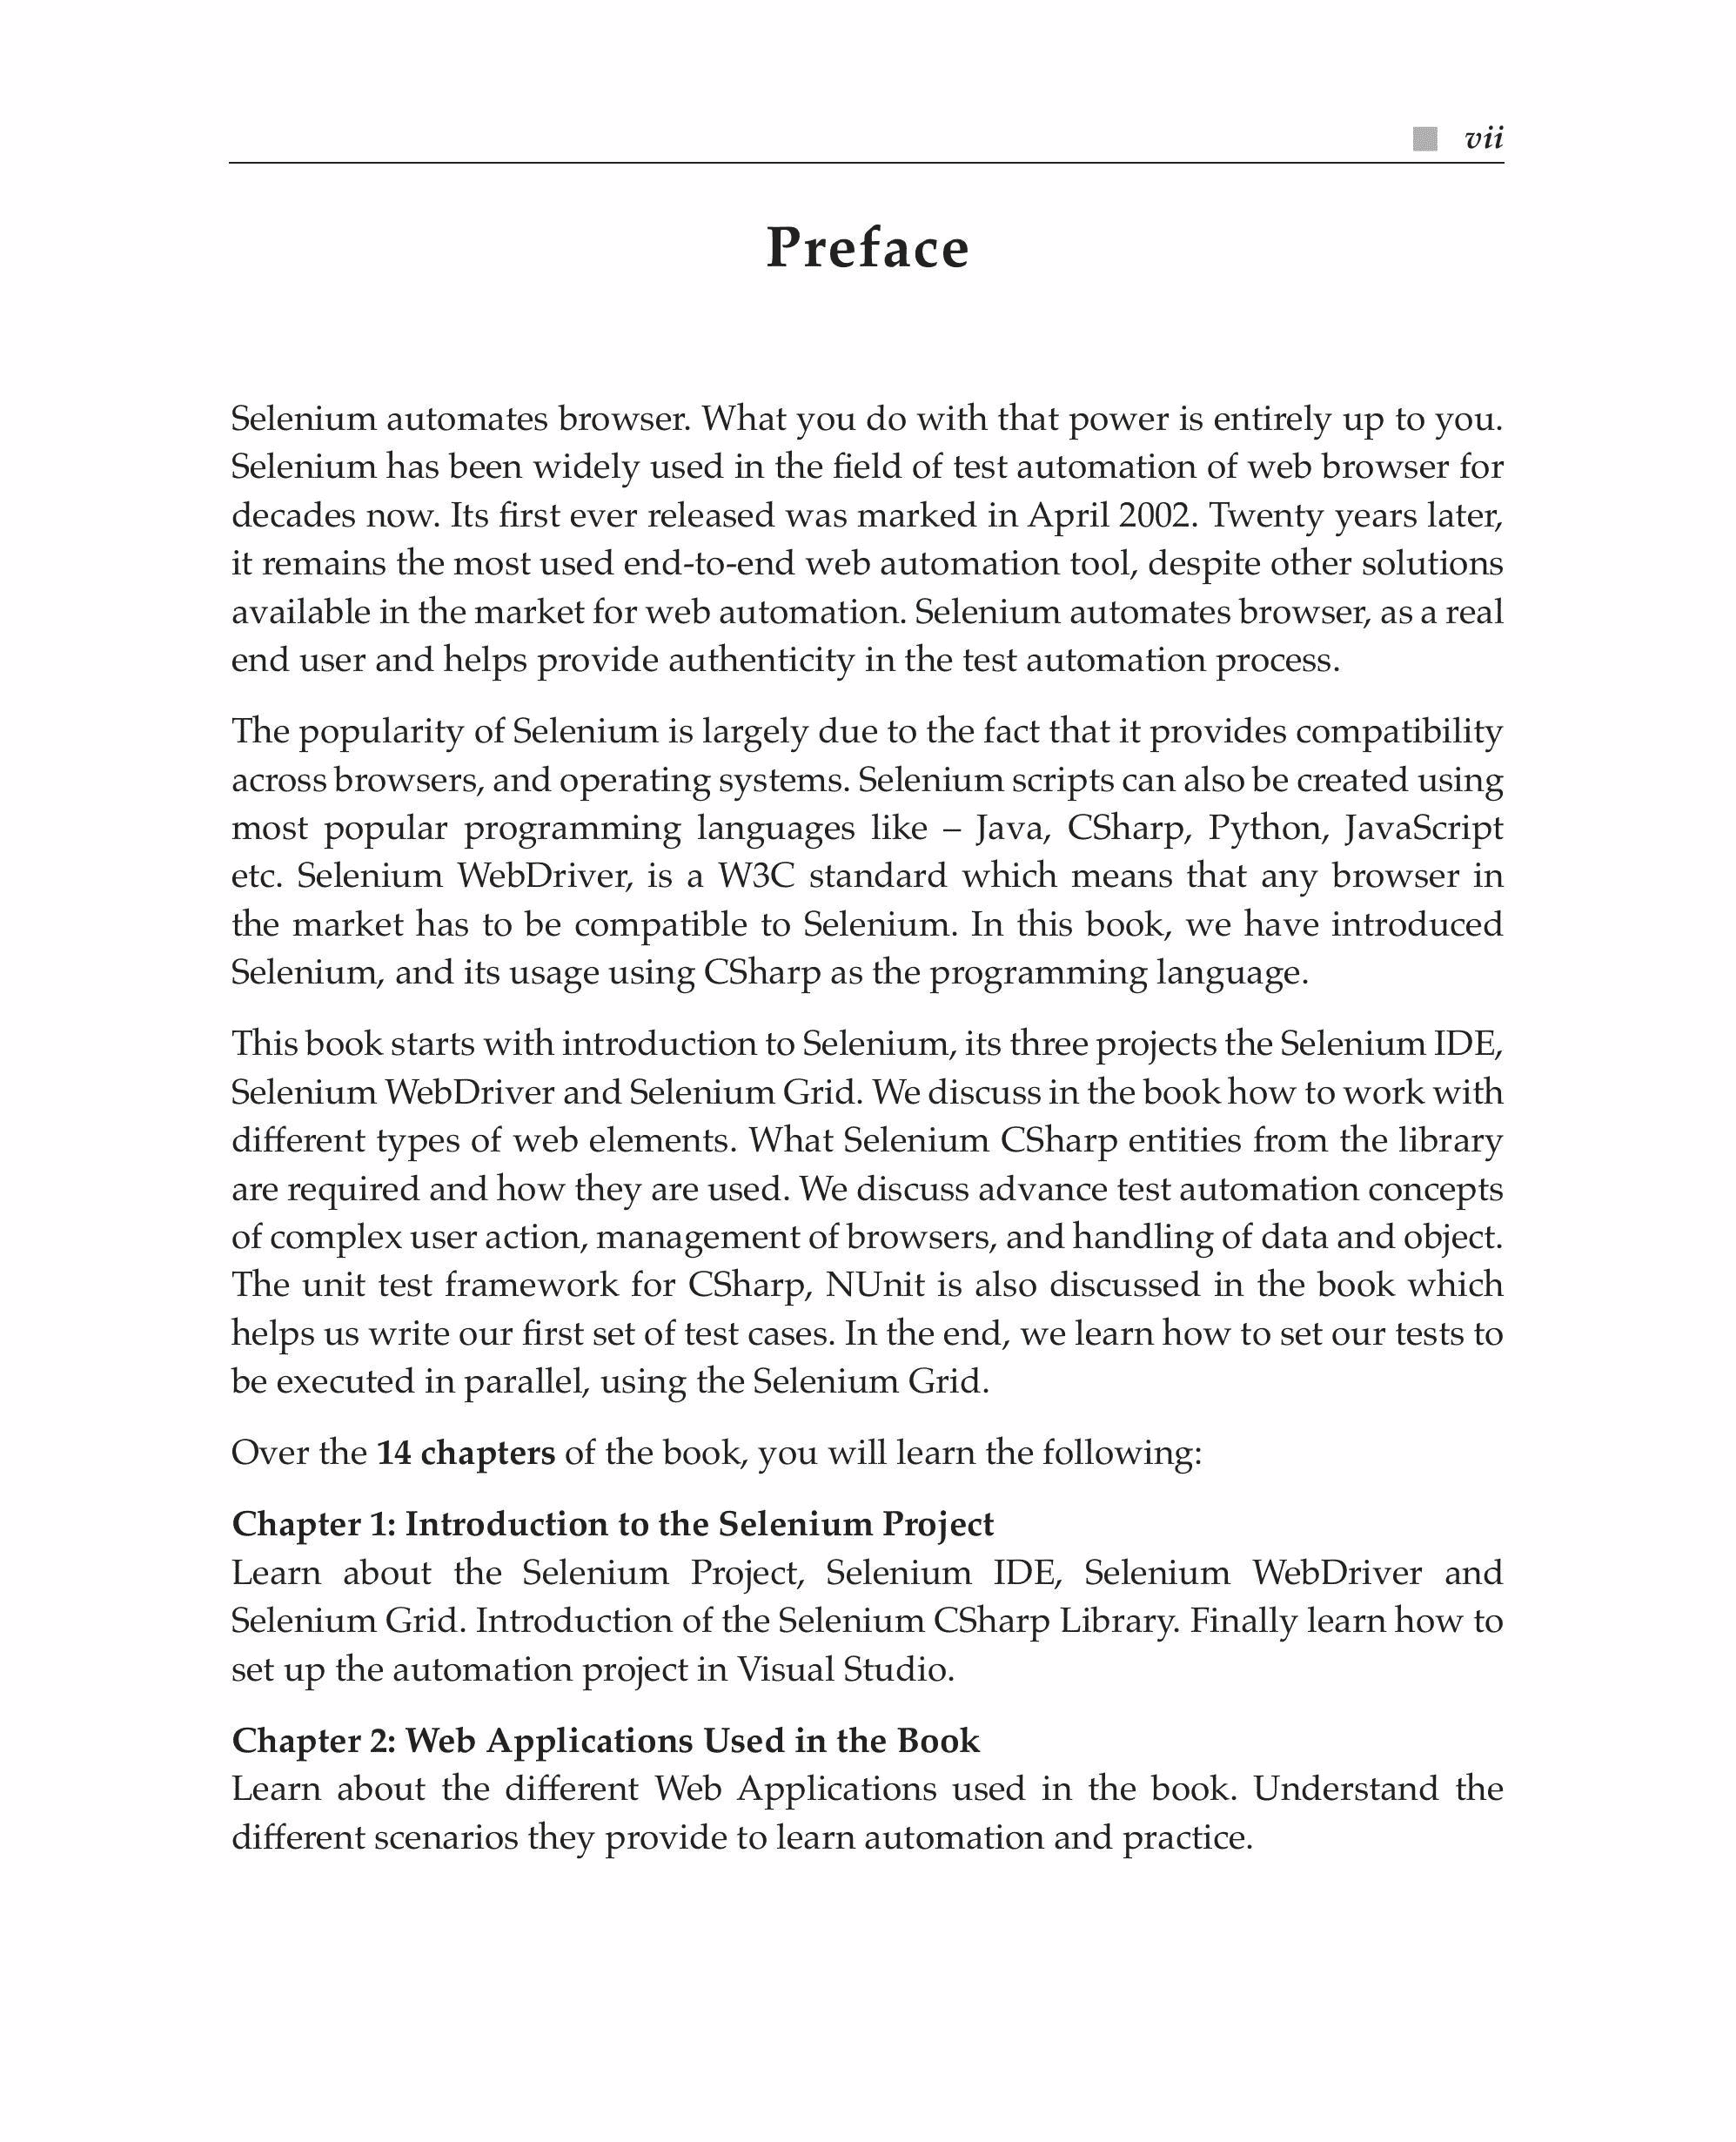 vii
Preface
Selenium automates browser. What you do with that power is entirely up to you.
Selenium has been widely used in the field of test automation of web browser for
decades now. Its first ever released was marked in April 2002. Twenty years later,
it remains the most used end-to-end web automation tool, despite other solutions
available in the market for web automation. Selenium automates browser, as a real
end user and helps provide authenticity in the test automation process.
The popularity of Selenium is largely due to the fact that it provides compatibility
across browsers, and operating systems. Selenium scripts can also be created using
most popular programming languages like – Java, CSharp, Python, JavaScript
etc. Selenium WebDriver, is a W3C standard which means that any browser in
the market has to be compatible to Selenium. In this book, we have introduced
Selenium, and its usage using CSharp as the programming language.
This book starts with introduction to Selenium, its three projects the Selenium IDE,
Selenium WebDriver and Selenium Grid. We discuss in the book how to work with
different types of web elements. What Selenium CSharp entities from the library
are required and how they are used. We discuss advance test automation concepts
of complex user action, management of browsers, and handling of data and object.
The unit test framework for CSharp, NUnit is also discussed in the book which
helps us write our first set of test cases. In the end, we learn how to set our tests to
be executed in parallel, using the Selenium Grid.
Over the 14 chapters of the book, you will learn the following:
Chapter 1: Introduction to the Selenium Project
Learn about the Selenium Project, Selenium IDE, Selenium WebDriver and
Selenium Grid. Introduction of the Selenium CSharp Library. Finally learn how to
set up the automation project in Visual Studio.
Chapter 2: Web Applications Used in the Book
Learn about the different Web Applications used in the book. Understand the
different scenarios they provide to learn automation and practice.